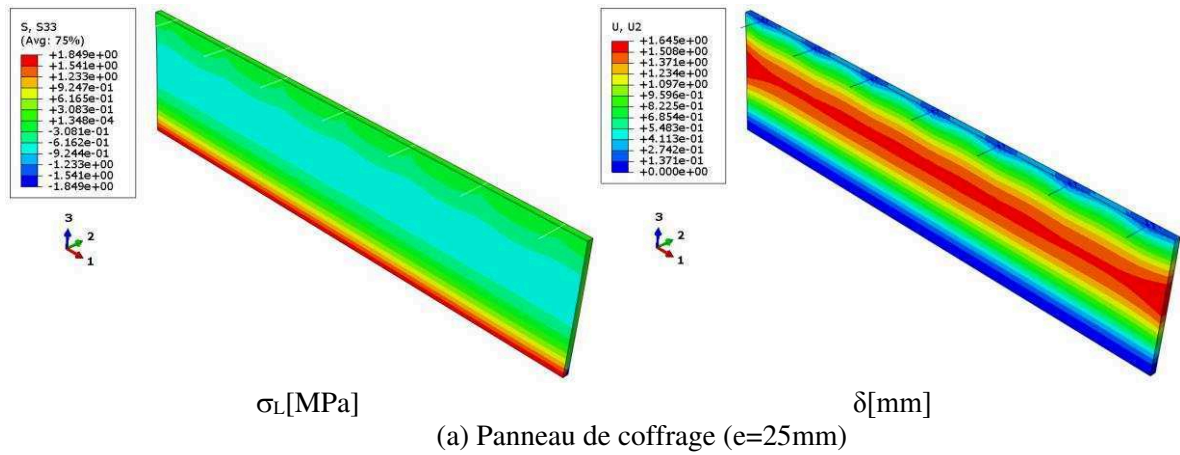 S, S33
(Avg: 75%)
+1.849e+00
+1.541e+00
+1.233e+00
+9.247e-01
+6.165e-01
+3.083e-01
+1.348e-04
-3.081e-01
-6.162e-01
-9.244e-01
-1.233e+00
-1.541e+00
-1.849e+00
3
2
1
U, U2
+1.645e+00
+1.508e+00
+1.371e+00
+1.234e+00
+1.097e+00
+9.596e-01
+8.225e-01
+6.854e-01
+5.483e-01
+4.113e-01
+2.742e-01
+1.371e-01
+0.000e+00
3
2
1
σL[MPa]
δ[mm]
(a) Panneau de coffrage (e=25mm)